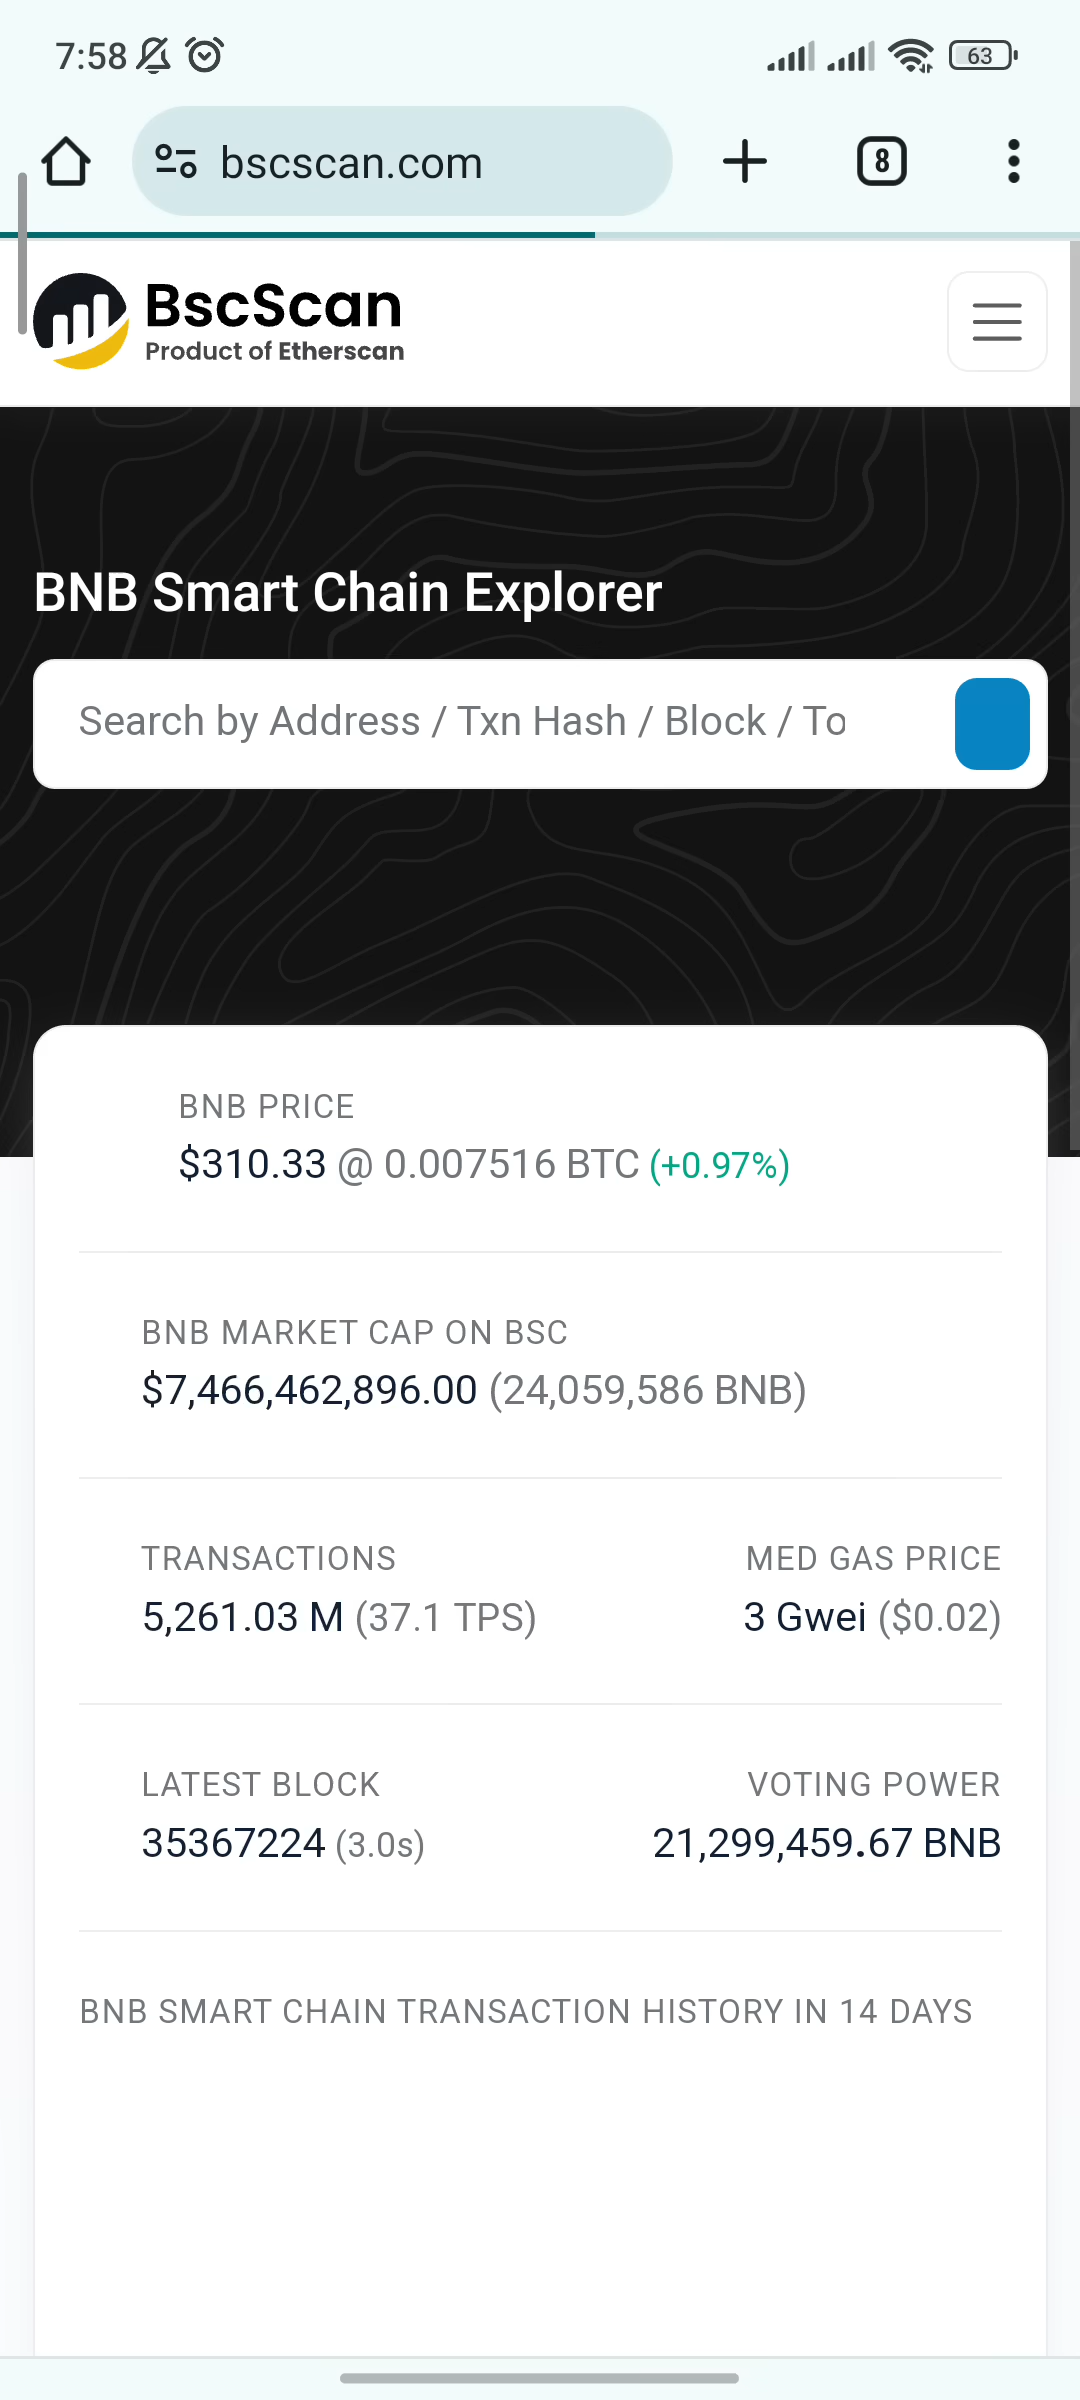 7:58
63
bscscan.com
8
BscScan
Product of Etherscan
BNB Smart Chain Explorer
Search by Address / Txn Hash / Block / To
BNB PRICE
$310.33 @ 0.007516 BTC (+0.97%)
BNB MARKET CAP ON BSC
$7,466,462,896.00 (24,059,586 BNB)
TRANSACTIONS
5,261.03 M (37.1 TPS)
MED GAS PRICE
3 Gwei ($0.02)
LATEST BLOCK
35367224 (3.0s)
VOTING POWER
21,299,459.67 BNB
BNB SMART CHAIN TRANSACTION HISTORY IN 14 DAYS